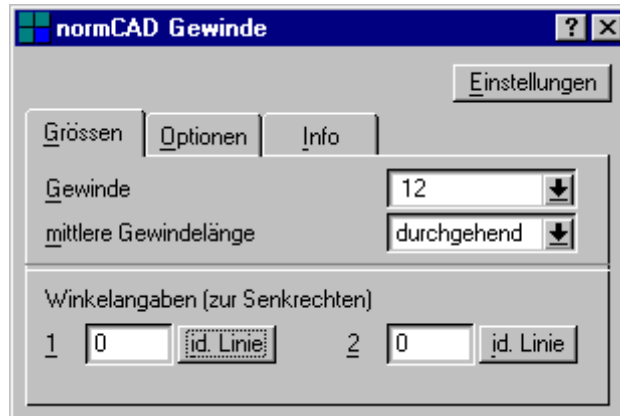 normCAD Gewinde ? ×
Einstellungen
Grössen Optionen Info
Gewinde 12
mittlere Gewindelänge durchgehend
Winkelangaben (zur Senkrechten)
1 0 id. Linie 2 0 id. Linie